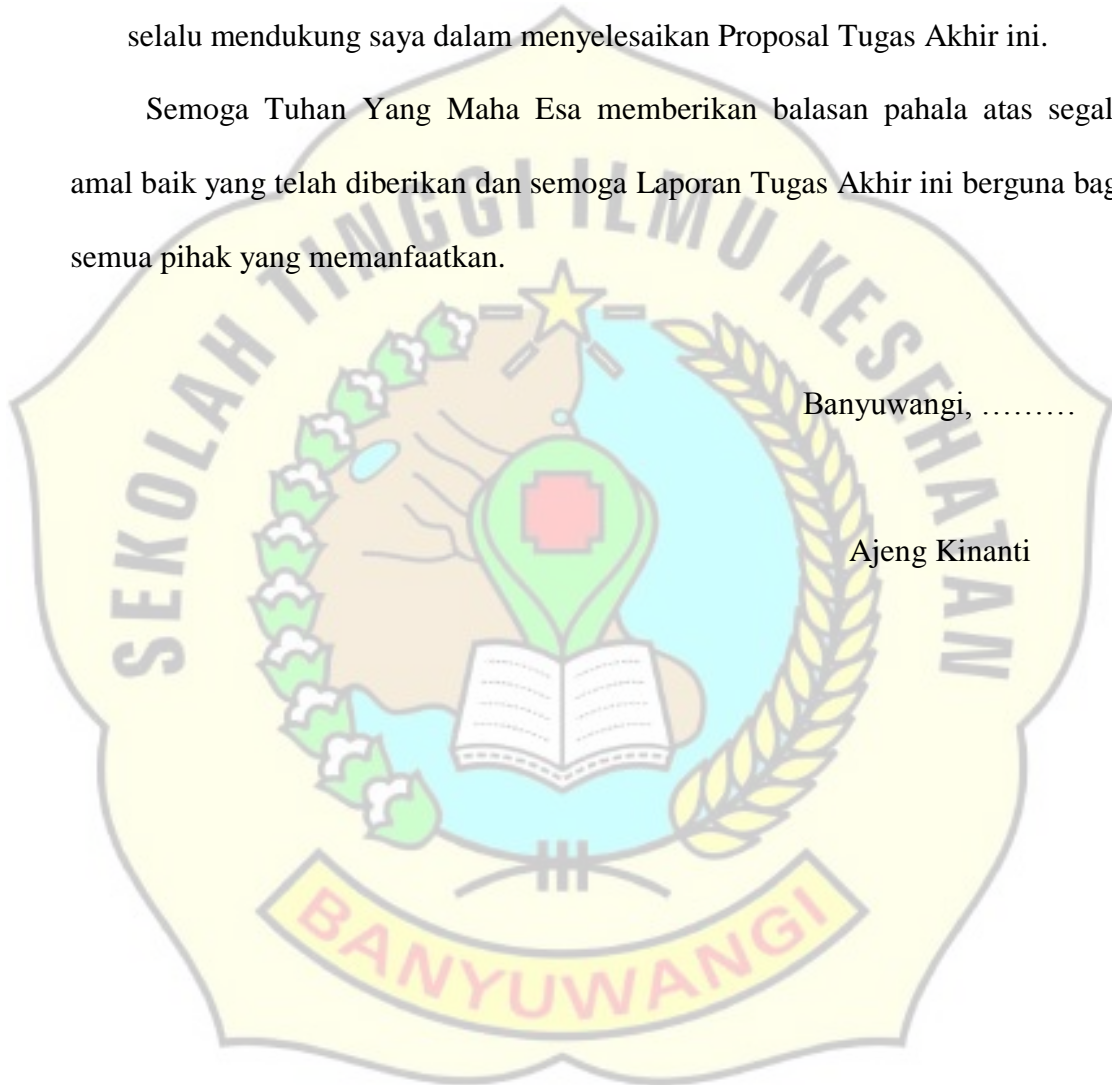 selalu mendukung saya dalam menyelesaikan Proposal Tugas Akhir ini.
Semoga Tuhan Yang Maha Esa memberikan balasan pahala atas segal
amal baik yang telah diberikan dan semoga Laporan Tugas Akhir ini berguna bag
semua pihak yang memanfaatkan.
Banyuwangi, ………
Ajeng Kinanti
SEKOLAH TINGGI ILMU KESEHATAN
BANYUWANGI